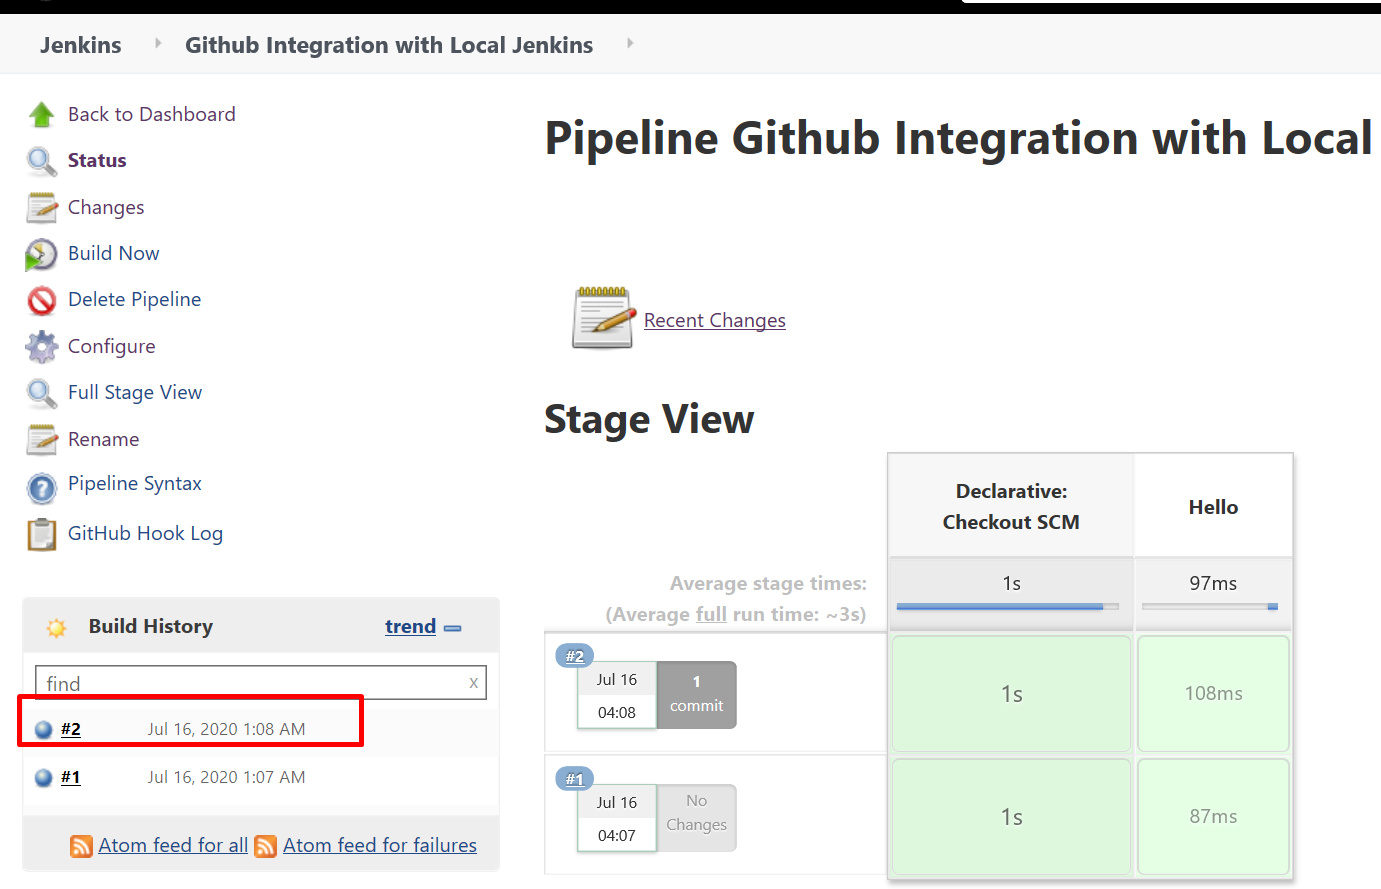 Jenkins
Github Integration with Local Jenkins
Back to Dashboard
Status
Changes
Build Now
Delete Pipeline
Configure
Full Stage View
Rename
Pipeline Syntax
GitHub Hook Log
Build History
trend
find
x
#2
Jul 16, 2020 1:08 AM
#1
Jul 16, 2020 1:07 AM
Atom feed for all
Atom feed for failures
Pipeline Github Integration with Local
Recent Changes
Stage View
Declarative:
Checkout SCM
Hello
Average stage times:
(Average full run time: ~3s)
1s
97ms
#2
Jul 16
04:08
1
commit
1s
108ms
#1
Jul 16
04:07
No
Changes
1s
87ms